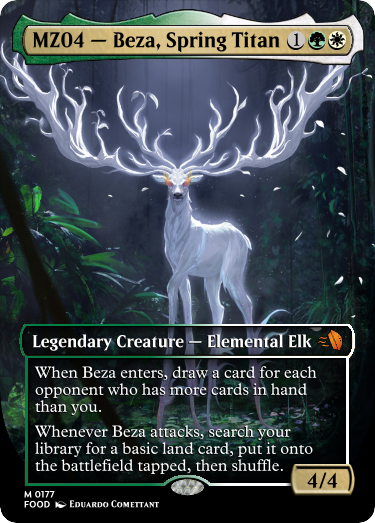 MZ04 — Beza, Spring Titan 1
Legendary Creature — Elemental Elk
When Beza enters, draw a card for each
opponent who has more cards in hand
than you.
Whenever Beza attacks, search your
library for a basic land card, put it onto
the battlefield tapped, then shuffle.
4/4
M 0177
FOOD Eduardo Comettant